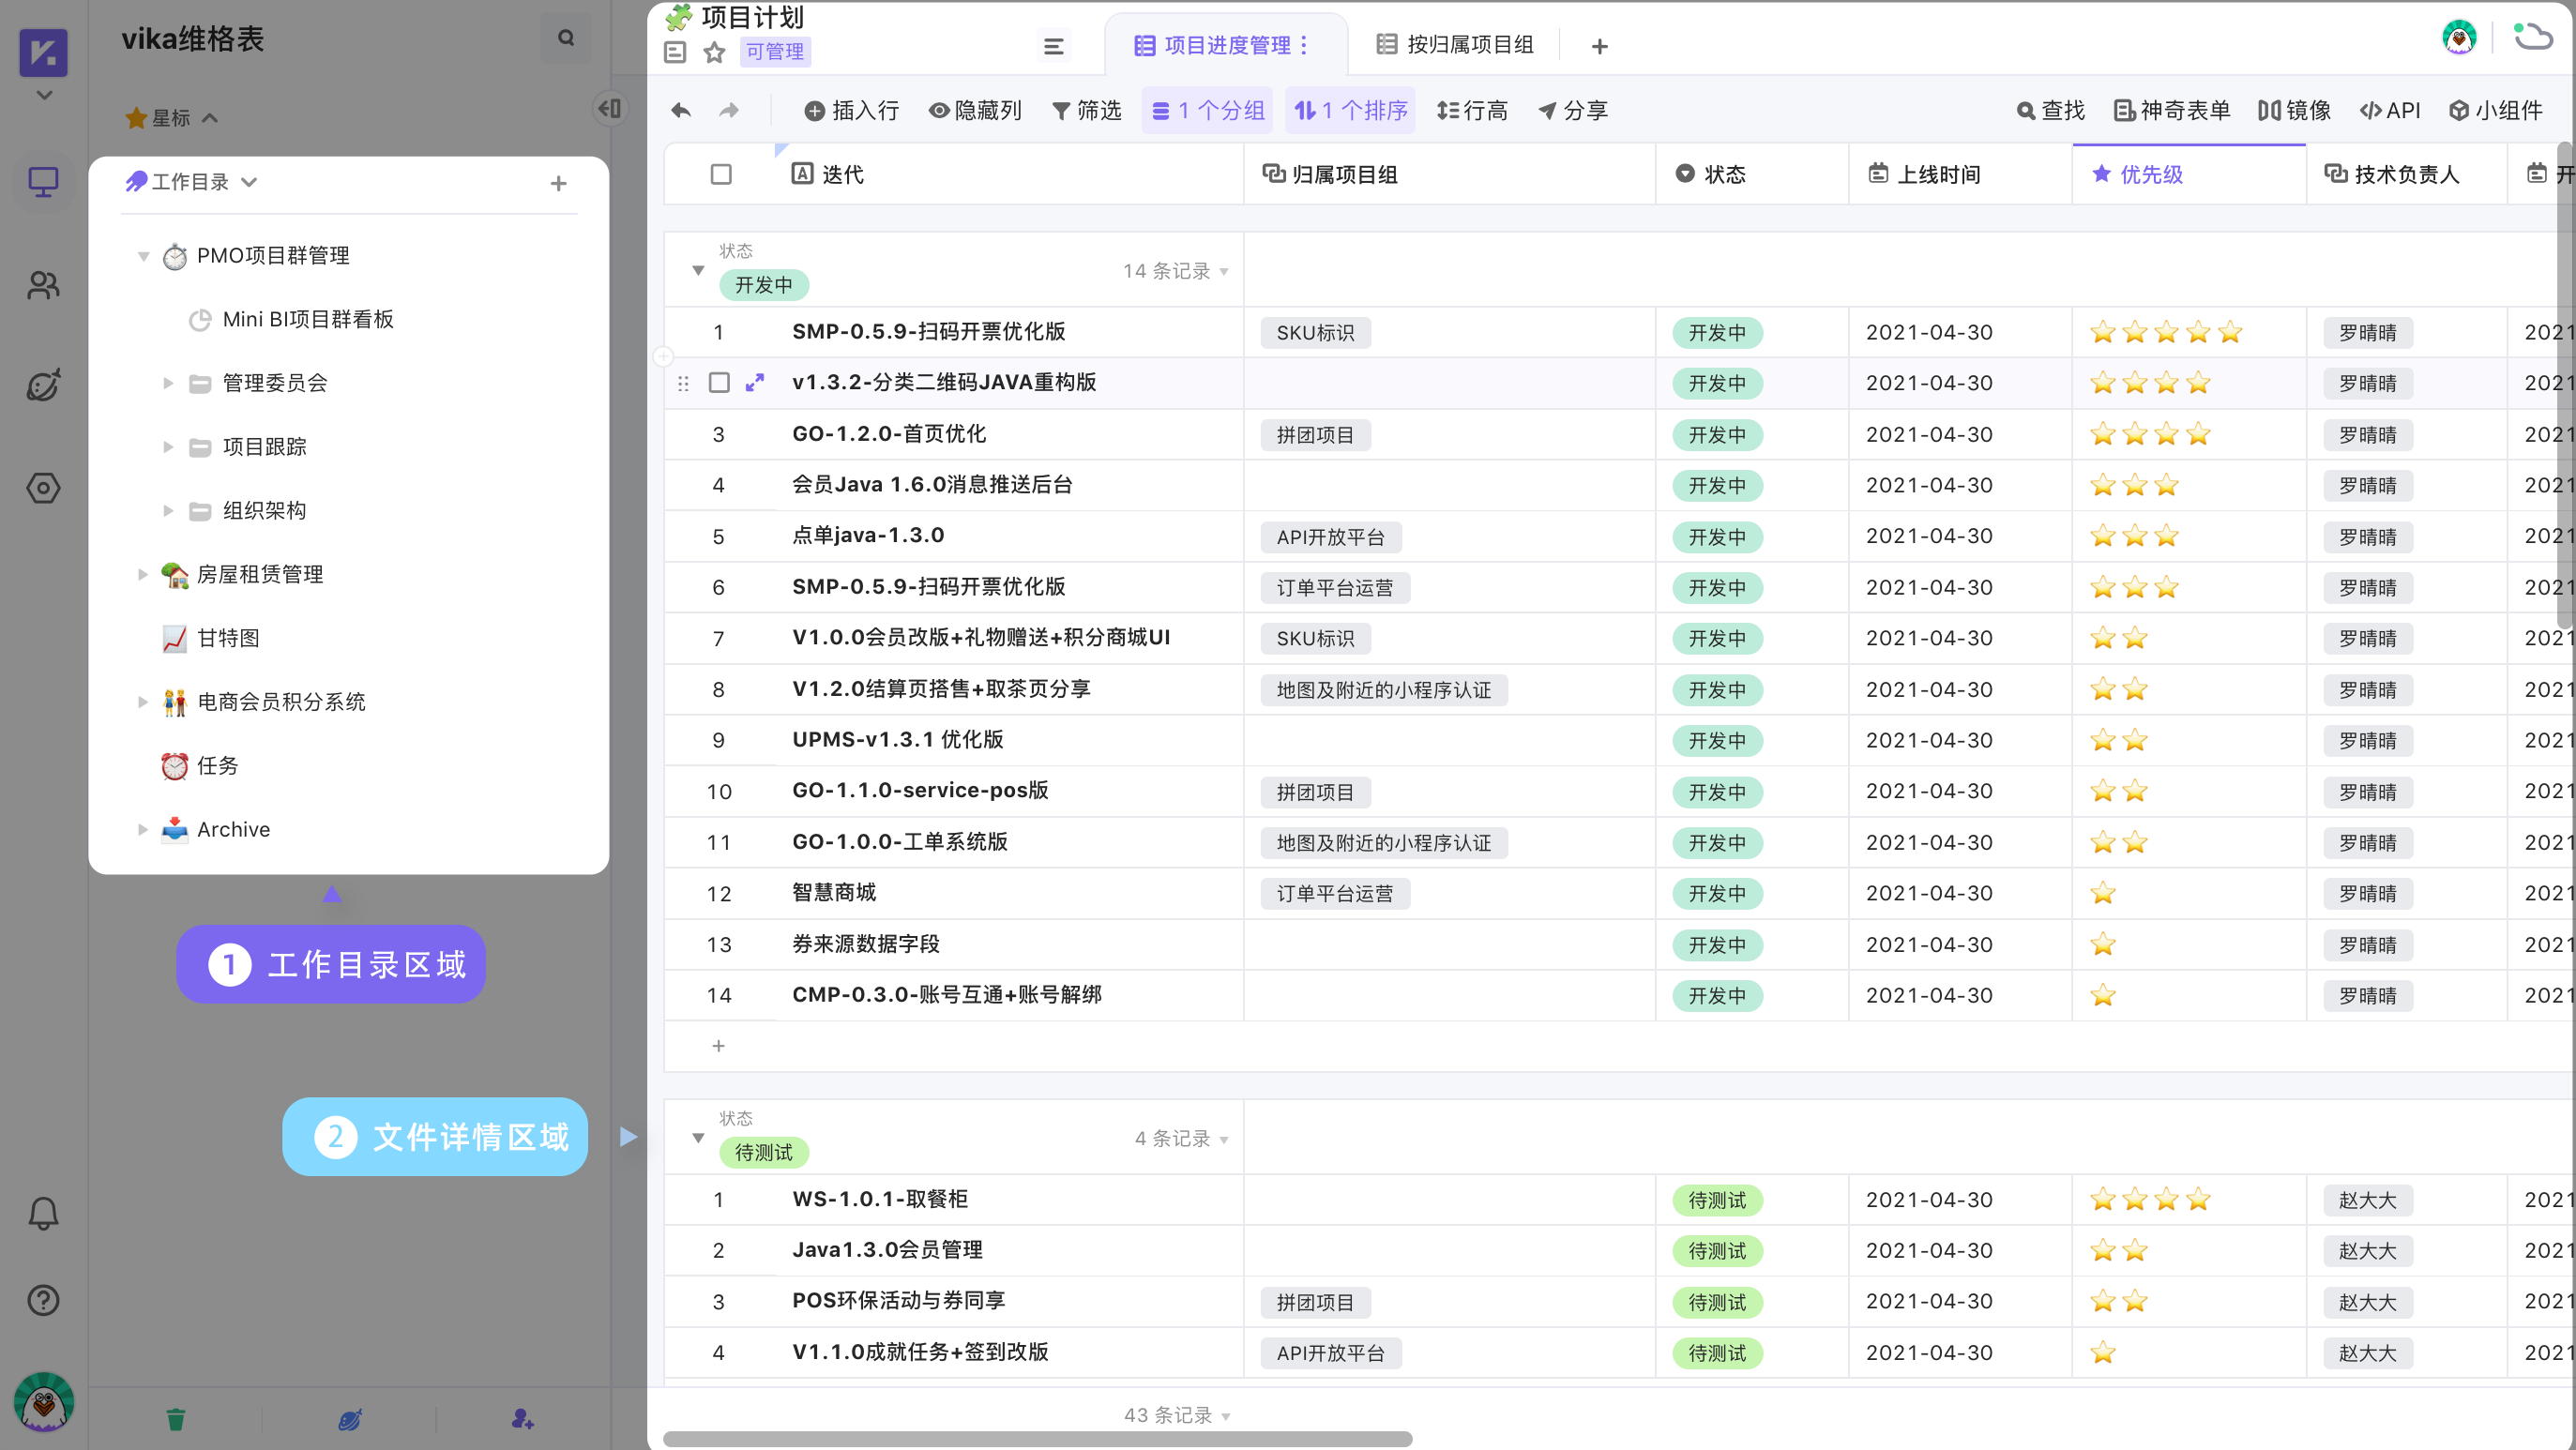 vika维格表
星标
工作目录
PMO项目群管理
Mini BI项目群看板
管理委员会
项目跟踪
组织架构
房屋租赁管理
甘特图
电商会员积分系统
任务
Archive
1 工作目录区域
2 文件详情区域
项目计划
可管理
项目进度管理
按归属项目组
插入行 隐藏列 筛选 1 个分组 1 个排序 行高 分享 查找 神奇表单 镜像 API 小组件
迭代 归属项目组 状态 上线时间 优先级 技术负责人 开
状态
开发中 14 条记录
1 SMP-0.5.9-扫码开票优化版 SKU标识 开发中 2021-04-30 罗晴晴 2021
v1.3.2-分类二维码JAVA重构版 开发中 2021-04-30 罗晴晴 2021
3 GO-1.2.0-首页优化 拼团项目 开发中 2021-04-30 罗晴晴 2021
4 会员Java 1.6.0消息推送后台 开发中 2021-04-30 罗晴晴 2021
5 点单java-1.3.0 API开放平台 开发中 2021-04-30 罗晴晴 2021
6 SMP-0.5.9-扫码开票优化版 订单平台运营 开发中 2021-04-30 罗晴晴 2021
7 V1.0.0会员改版+礼物赠送+积分商城UI SKU标识 开发中 2021-04-30 罗晴晴 2021
8 V1.2.0结算页搭售+取茶页分享 地图及附近的小程序认证 开发中 2021-04-30 罗晴晴 2021
9 UPMS-v1.3.1 优化版 开发中 2021-04-30 罗晴晴 2021
10 GO-1.1.0-service-pos版 拼团项目 开发中 2021-04-30 罗晴晴 2021
11 GO-1.0.0-工单系统版 地图及附近的小程序认证 开发中 2021-04-30 罗晴晴 2021
12 智慧商城 订单平台运营 开发中 2021-04-30 罗晴晴 2021
13 券来源数据字段 开发中 2021-04-30 罗晴晴 2021
14 CMP-0.3.0-账号互通+账号解绑 开发中 2021-04-30 罗晴晴 2021
状态
待测试 4 条记录
1 WS-1.0.1-取餐柜 待测试 2021-04-30 赵大大 2021
2 Java1.3.0会员管理 待测试 2021-04-30 赵大大 2021
3 POS环保活动与券同享 拼团项目 待测试 2021-04-30 赵大大 2021
4 V1.1.0成就任务+签到改版 API开放平台 待测试 2021-04-30 赵大大 2021
43 条记录